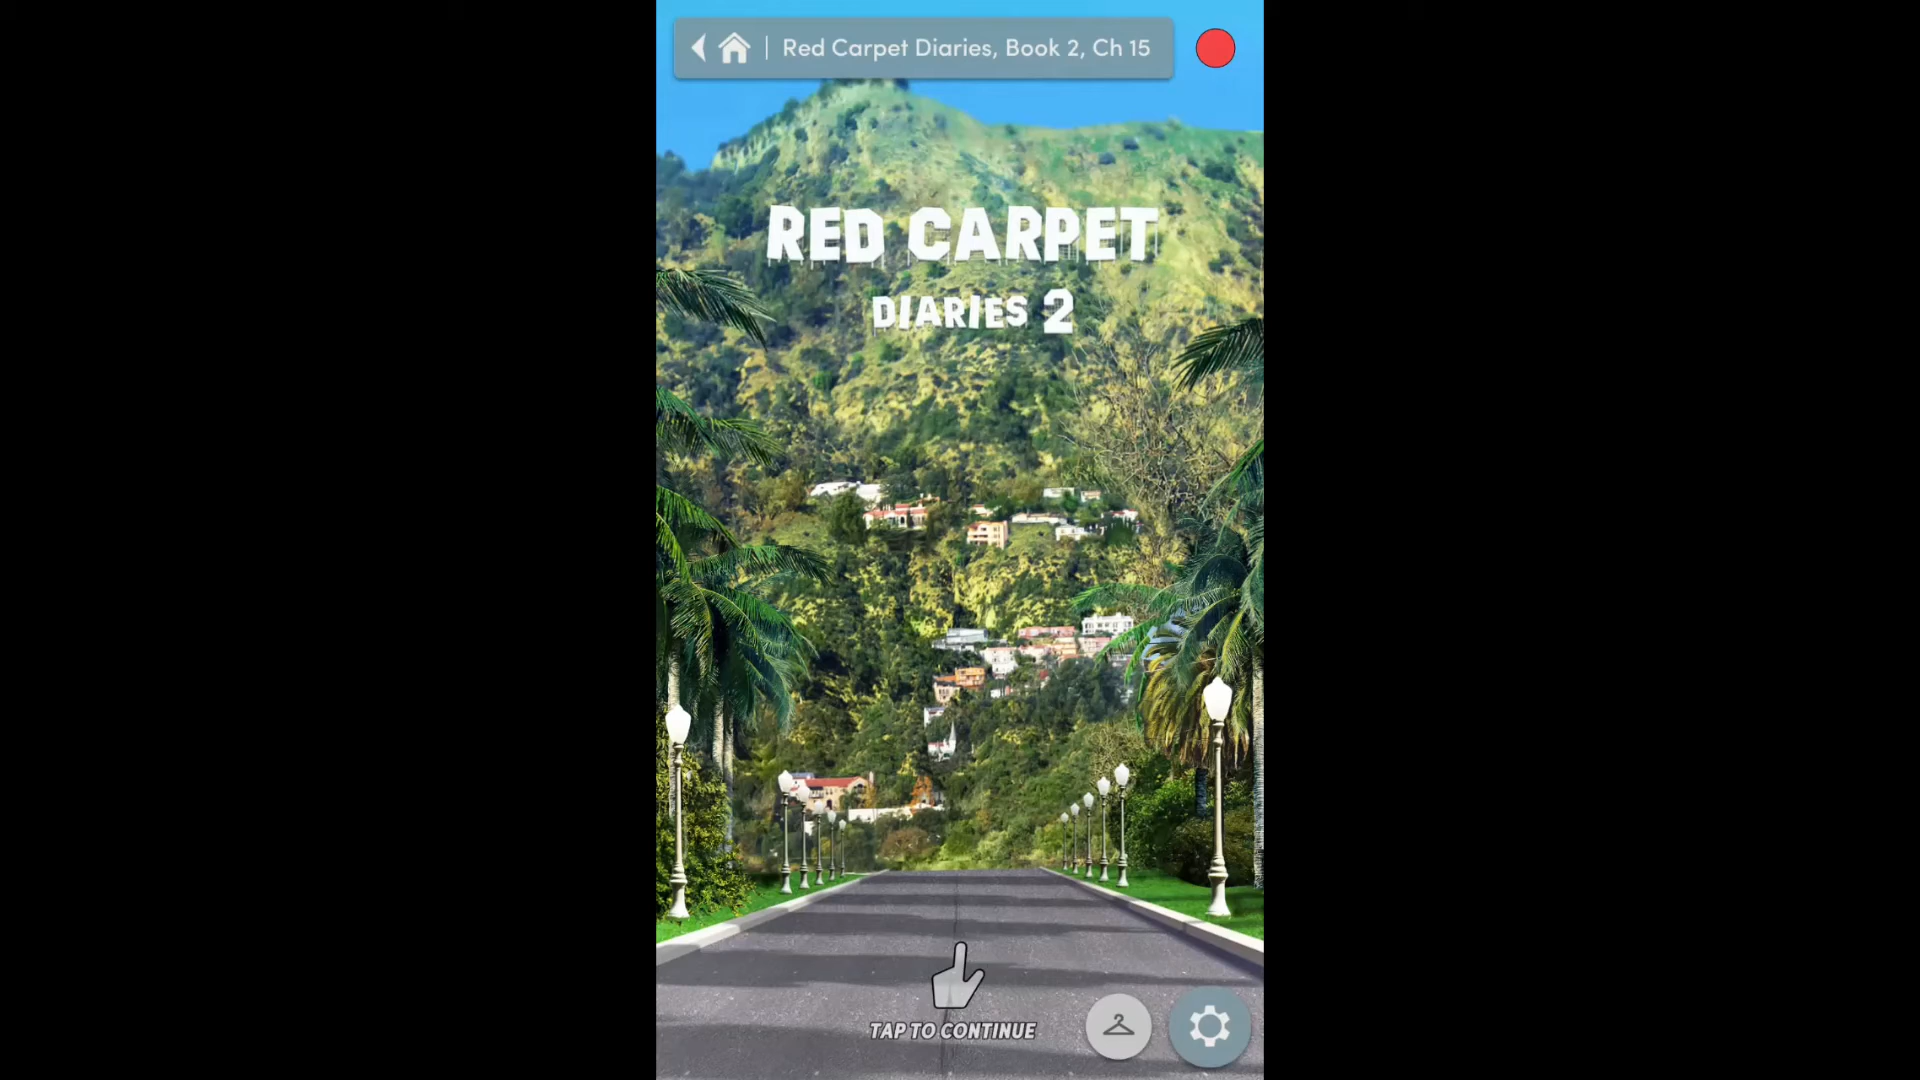 Red Carpet Diaries, Book 2, Ch 15
RED CARPET
DIARIES 2
TAP TO CONTINUE